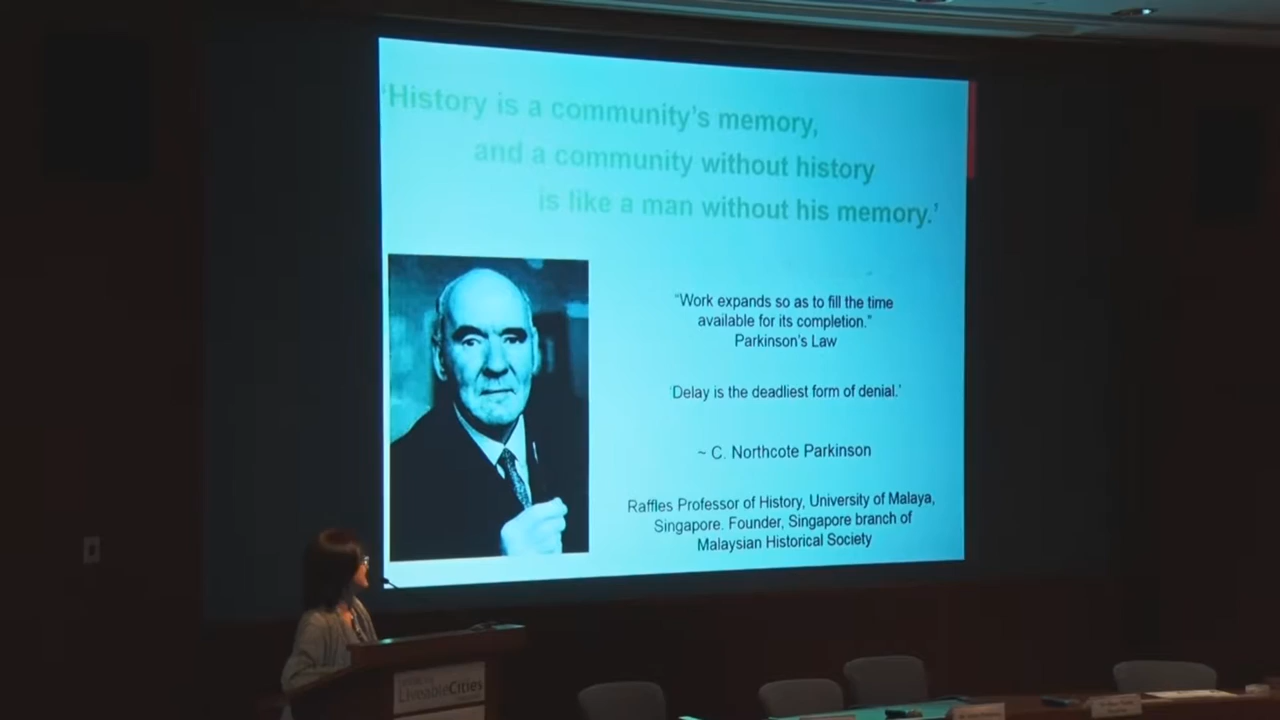 'History is a community's memory,
and a community without history
is like a man without his memory.'
"Work expands so as to fill the time
available for its completion."
Parkinson's Law
'Delay is the deadliest form of denial.'
~ C. Northcote Parkinson
Raffles Professor of History, University of Malaya,
Singapore. Founder, Singapore branch of
Malaysian Historical Society
LiveableCities